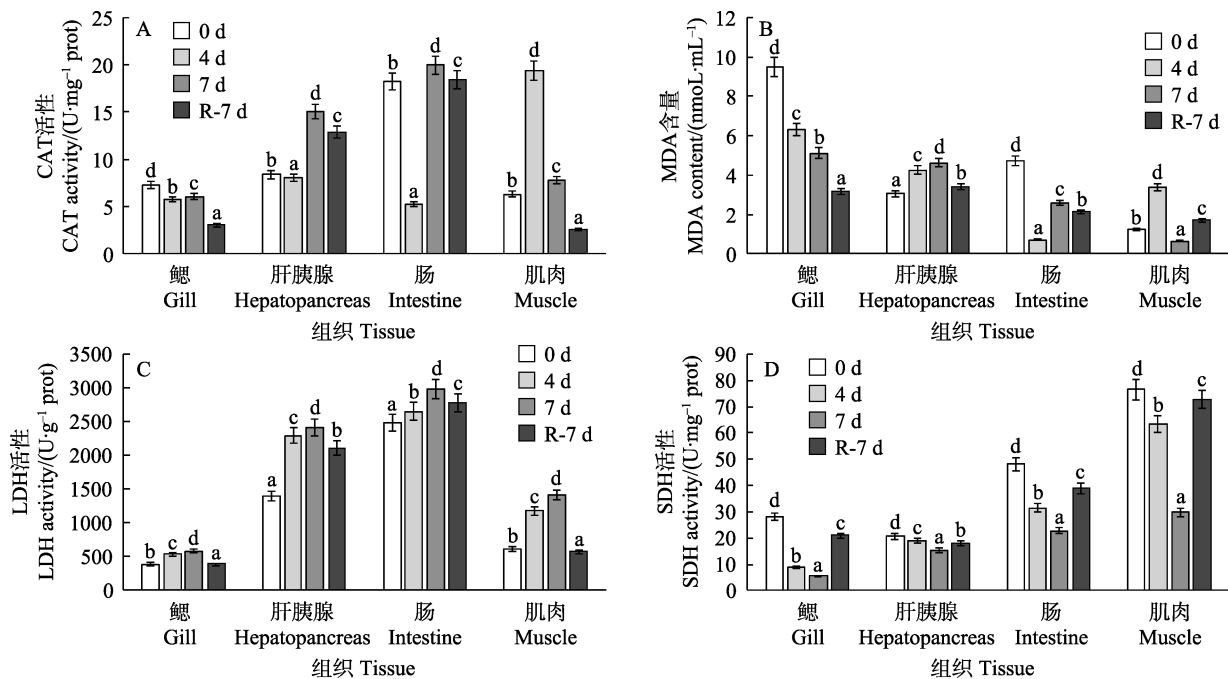 A
CAT活性
CAT activity/(U·mg⁻¹ prot)
25
20
15
10
5
0
0 d
4 d
7 d
R-7 d
d b c a
b a d c
b a d c
b d c a
鳃 肝胰腺 肠 肌肉
Gill Hepatopancreas Intestine Muscle
组织 Tissue
B
MDA含量
MDA content/(nmoL·mL⁻¹)
12
10
8
6
4
2
0
0 d
4 d
7 d
R-7 d
d c b a
a c d b
d a c b
b d a c
鳃 肝胰腺 肠 肌肉
Gill Hepatopancreas Intestine Muscle
组织 Tissue
C
LDH活性
LDH activity/(U·g⁻¹ prot)
3500
3000
2500
2000
1500
1000
500
0
0 d
4 d
7 d
R-7 d
b c d a
a c d b
a b d c
b c d a
鳃 肝胰腺 肠 肌肉
Gill Hepatopancreas Intestine Muscle
组织 Tissue
D
SDH活性
SDH activity/(U·mg⁻¹ prot)
90
80
70
60
50
40
30
20
10
0
0 d
4 d
7 d
R-7 d
d b a c
d c a b
d b a c
d b a c
鳃 肝胰腺 肠 肌肉
Gill Hepatopancreas Intestine Muscle
组织 Tissue